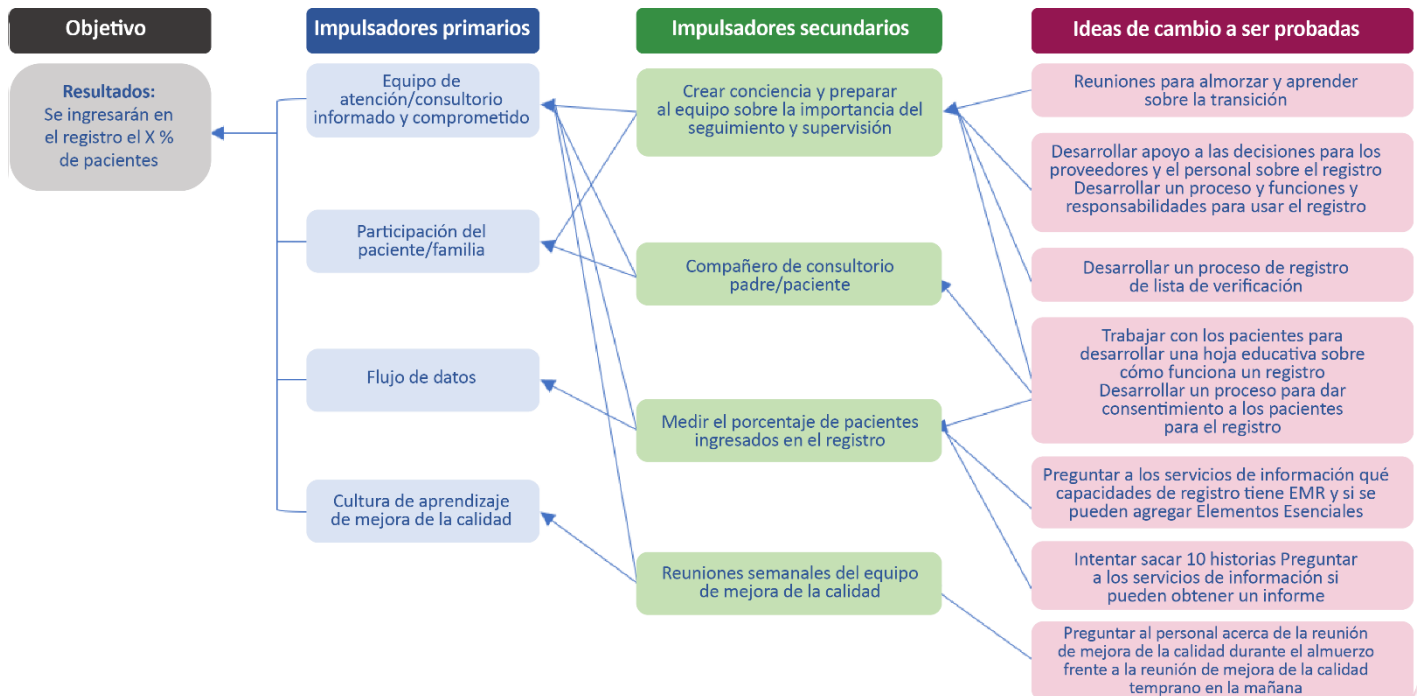 Objetivo
Resultados:
Se ingresarán en
el registro el X %
de pacientes
Impulsadores primarios
Equipo de
atención/consultorio
informado y comprometido
Participación del
paciente/familia
Flujo de datos
Cultura de aprendizaje
de mejora de la calidad
Impulsadores secundarios
Crear conciencia y preparar
al equipo sobre la importancia del
seguimiento y supervisión
Compañero de consultorio
padre/paciente
Medir el porcentaje de pacientes
ingresados en el registro
Reuniones semanales del equipo
de mejora de la calidad
Ideas de cambio a ser probadas
Reuniones para almorzar y aprender
sobre la transición
Desarrollar apoyo a las decisiones para los
proveedores y el personal sobre el registro
Desarrollar un proceso y funciones y
responsabilidades para usar el registro
Desarrollar un proceso de registro
de lista de verificación
Trabajar con los pacientes para
desarrollar una hoja educativa sobre
cómo funciona un registro
Desarrollar un proceso para dar
consentimiento a los pacientes
para el registro
Preguntar a los servicios de información qué
capacidades de registro tiene EMR y si se
pueden agregar Elementos Esenciales
Intentar sacar 10 historias Preguntar
a los servicios de información si
pueden obtener un informe
Preguntar al personal acerca de la reunión
de mejora de la calidad durante el almuerzo
frente a la reunión de mejora de la calidad
temprano en la mañana